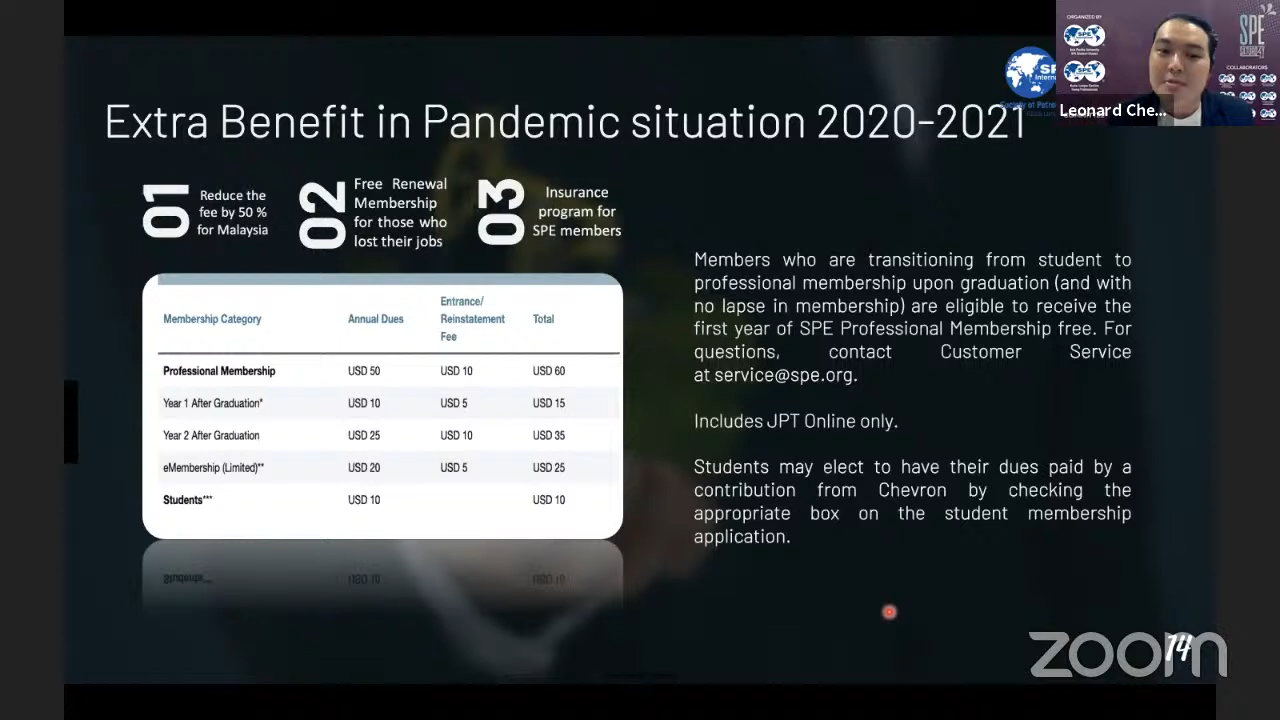 ORGANIZED BY
SPE
SPE
SPE
COLLABORATORS
Leonard Che...
Extra Benefit in Pandemic situation 2020-2021
01
Reduce the
fee by 50 %
for Malaysia
02
Free Renewal
Membership
for those who
lost their jobs
03
Insurance
program for
SPE members
Membership Category Annual Dues Entrance/
Reinstatement
Fee Total
Professional Membership USD 50 USD 10 USD 60
Year 1 After Graduation* USD 10 USD 5 USD 15
Year 2 After Graduation USD 25 USD 10 USD 35
eMembership (Limited)** USD 20 USD 5 USD 25
Students*** USD 10 USD 10
Members who are transitioning from student to
professional membership upon graduation (and with
no lapse in membership) are eligible to receive the
first year of SPE Professional Membership free. For
questions, contact Customer Service
at service@spe.org.
Includes JPT Online only.
Students may elect to have their dues paid by a
contribution from Chevron by checking the
appropriate box on the student membership
application.
14
zoom